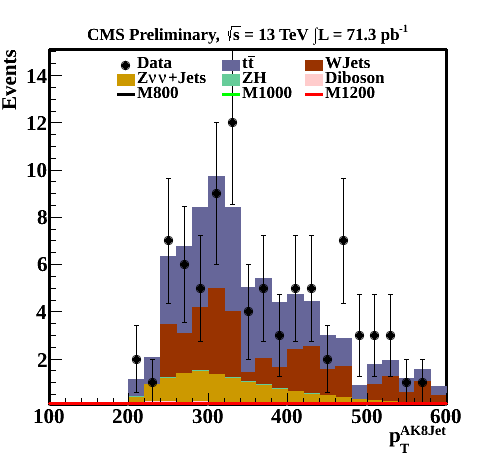 CMS Preliminary, √s = 13 TeV ∫L = 71.3 pb⁻¹
Events
Data tt̄ WJets
Zνν+Jets ZH Diboson
M800 M1000 M1200
14
12
10
8
6
4
2
100 200 300 400 500 600
p_T^AK8Jet